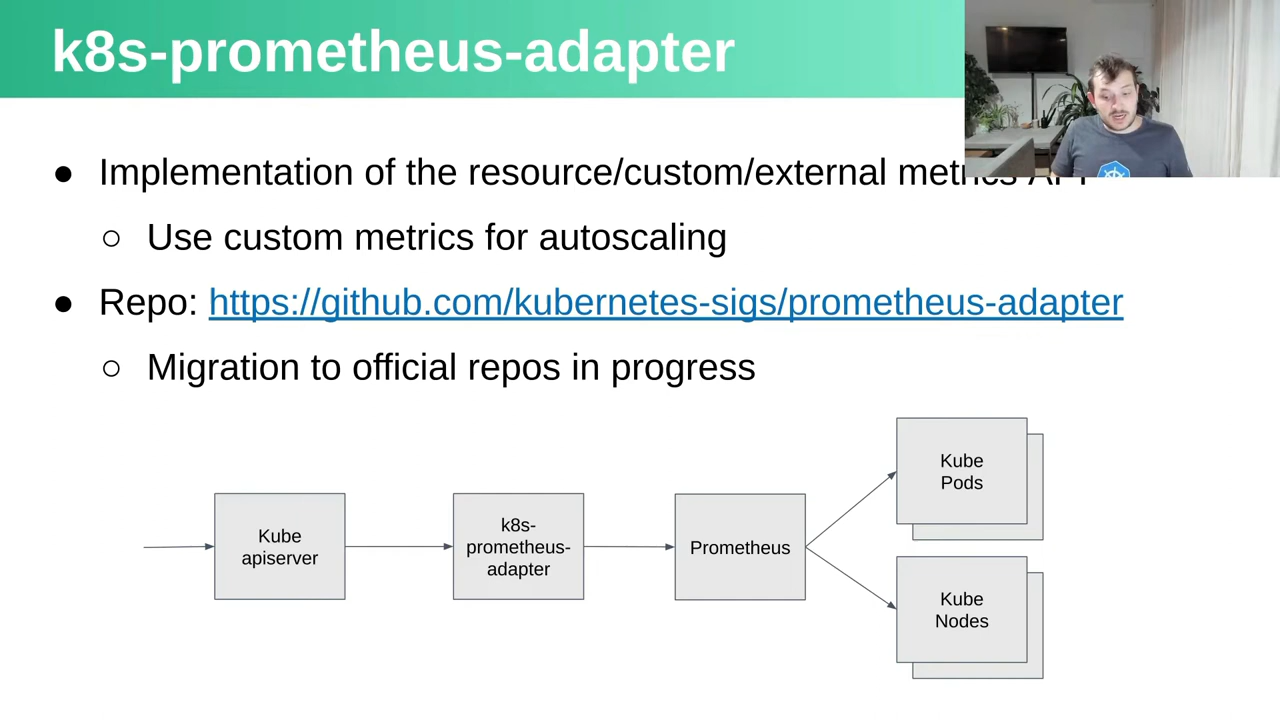 k8s-prometheus-adapter
● Implementation of the resource/custom/external metrics API
○ Use custom metrics for autoscaling
● Repo: https://github.com/kubernetes-sigs/prometheus-adapter
○ Migration to official repos in progress
Kube
apiserver
k8s-
prometheus-
adapter
Prometheus
Kube
Pods
Kube
Nodes